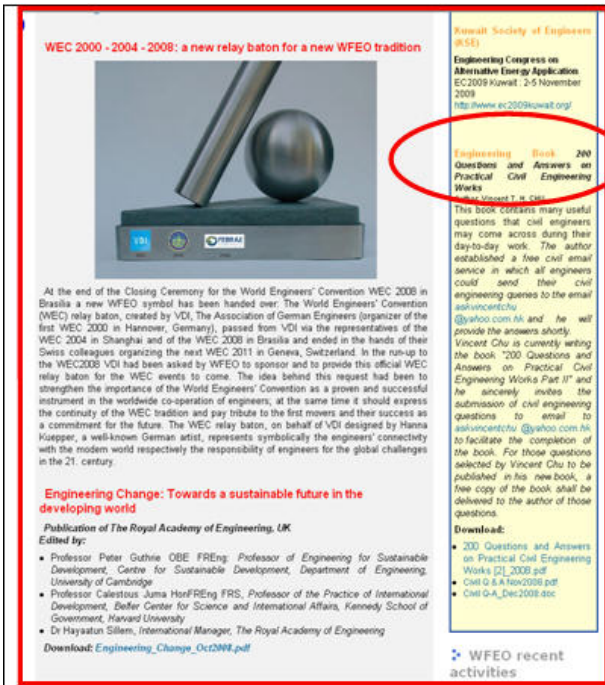 WEC 2000 - 2004 - 2008: a new relay baton for a new WFEO tradition
VDI
FEBRAE
At the end of the Closing Ceremony for the World Engineers' Convention WEC 2008 in
Brasilia a new WFEO symbol has been handed over: The World Engineers' Convention
(WEC) relay baton, created by VDI, The Association of German Engineers (organizer of the
first WEC 2000 in Hannover, Germany), passed from VDI via the representatives of the
WEC 2004 in Shanghai and of the WEC 2008 in Brasilia and ended in the hands of their
Swiss colleagues organizing the next WEC 2011 in Geneva, Switzerland. In the run-up to
the WEC2008 VDI had been asked by WFEO to sponsor and to provide this official WEC
relay baton for the WEC events to come. The idea behind this request had been to
strengthen the importance of the World Engineers' Convention as a proven and successful
instrument in the worldwide co-operation of engineers; at the same time it should express
the continuity of the WEC tradition and pay tribute to the first movers and their success as
a commitment for the future. The WEC relay baton, on behalf of VDI designed by Hanna
Kuepper, a well-known German artist, represents symbolically the engineers' connectivity
with the modern world respectively the responsibility of engineers for the global challenges
in the 21. century.
Engineering Change: Towards a sustainable future in the
developing world
Publication of The Royal Academy of Engineering, UK
Edited by:
• Professor Peter Guthrie OBE FREng: Professor of Engineering for Sustainable
Development, Centre for Sustainable Development, Department of Engineering,
University of Cambridge
• Professor Calestous Juma HonFREng FRS, Professor of the Practice of International
Development, Belfer Center for Science and International Affairs, Kennedy School of
Government, Harvard University
• Dr Hayaatun Sillem, International Manager, The Royal Academy of Engineering
Download: Engineering_Change_Oct2008.pdf
Kuwait Society of Engineers
(KSE)
Engineering Congress on
Alternative Energy Application
EC2009 Kuwait : 2-5 November
2009
http://www.ec2009kuwait.org/
Engineering Book 200
Questions and Answers on
Practical Civil Engineering
Works
Author Vincent T. H. CHU
This book contains many useful
questions that civil engineers
may come across during their
day-to-day work. The author
established a free civil email
service in which all engineers
could send their civil
engineering queries to the email
askvincentchu
@yahoo.com.hk and he will
provide the answers shortly.
Vincent Chu is currently writing
the book "200 Questions and
Answers on Practical Civil
Engineering Works Part II" and
he sincerely invites the
submission of civil engineering
questions to email to
askvincentchu @yahoo.com.hk
to facilitate the completion of
the book. For those questions
selected by Vincent Chu to be
published in his new book, a
free copy of the book shall be
delivered to the author of those
questions.
Download:
• 200 Questions and Answers
on Practical Civil Engineering
Works [2]_2008.pdf
• Civil Q & A Nov2008.pdf
• Civil Q-A_Dec2008.doc
WFEO recent
activities